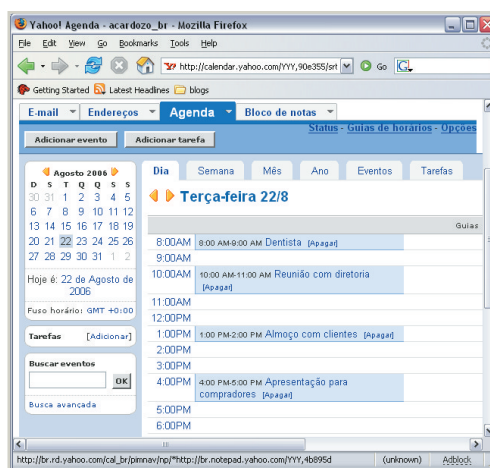 Yahoo! Agenda - acardozo_br - Mozilla Firefox
File Edit View Go Bookmarks Tools Help
http://calendar.yahoo.com/YYY,90e355/srt Go
Getting Started Latest Headlines blogs
E-mail Endereços Agenda Bloco de notas
Status - Guias de horários - Opções
Adicionar evento Adicionar tarefa
Agosto 2006
D S T Q Q S S
30 31 1 2 3 4 5
6 7 8 9 10 11 12
13 14 15 16 17 18 19
20 21 22 23 24 25 26
27 28 29 30 31 1 2
Hoje é: 22 de Agosto de
2006
Fuso horário: GMT +0:00
Tarefas [Adicionar]
Buscar eventos
OK
Busca avançada
Dia Semana Mês Ano Eventos Tarefas
Terça-feira 22/8
Guias
8:00AM 8:00 AM-9:00 AM Dentista [Apagar]
9:00AM
10:00AM 10:00 AM-11:00 AM Reunião com diretoria
[Apagar]
11:00AM
12:00PM
1:00PM 1:00 PM-2:00 PM Almoço com clientes [Apagar]
2:00PM
3:00PM
4:00PM 4:00 PM-5:00 PM Apresentação para
compradores [Apagar]
5:00PM
6:00PM
http://br.rd.yahoo.com/cal_br/pimnav/np/*http://br.notepad.yahoo.com/YYY,4b895d (unknown) Adblock